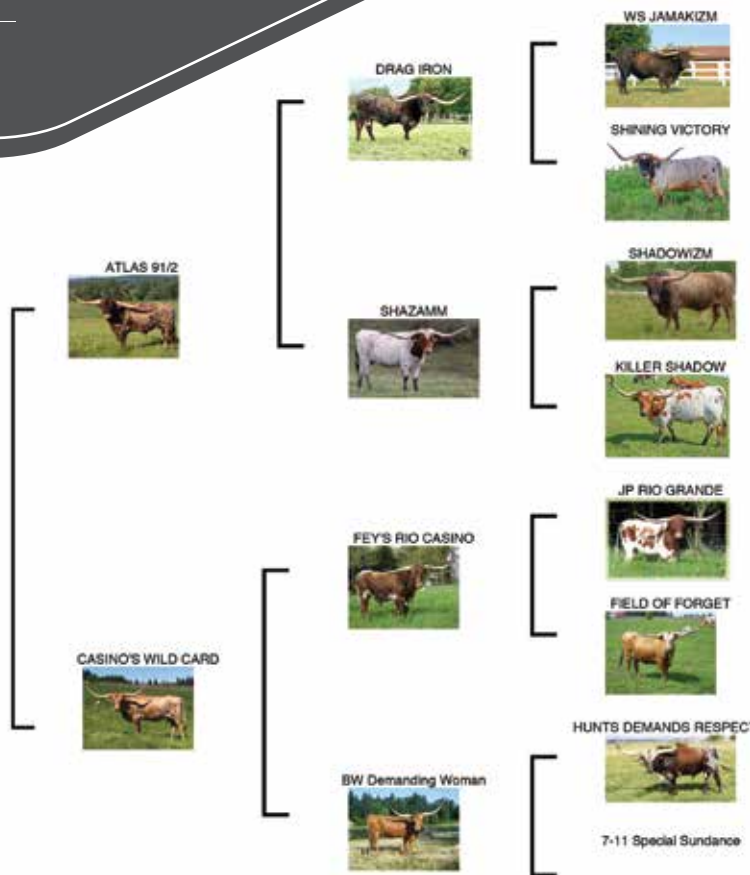 WS JAMAKIZM
DRAG IRON
SHINING VICTORY
ATLAS 91/2
SHADOWIZM
SHAZAMM
KILLER SHADOW
JP RIO GRANDE
FEY'S RIO CASINO
FIELD OF FORGET
CASINO'S WILD CARD
HUNTS DEMANDS RESPECT
BW Demanding Woman
7-11 Special Sundance